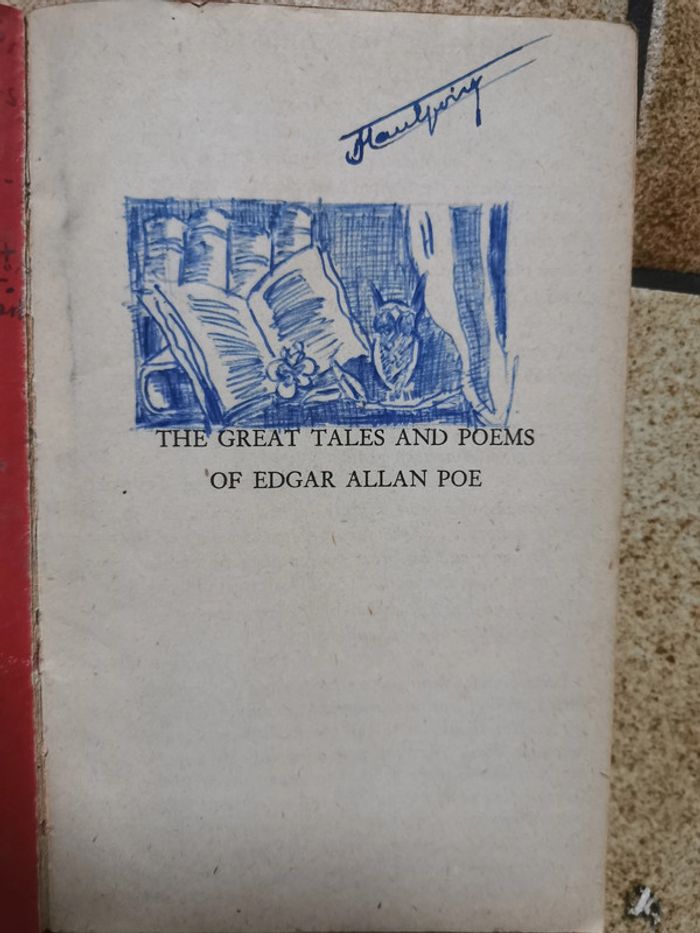 THE GREAT TALES AND POEMS
OF EDGAR ALLAN POE